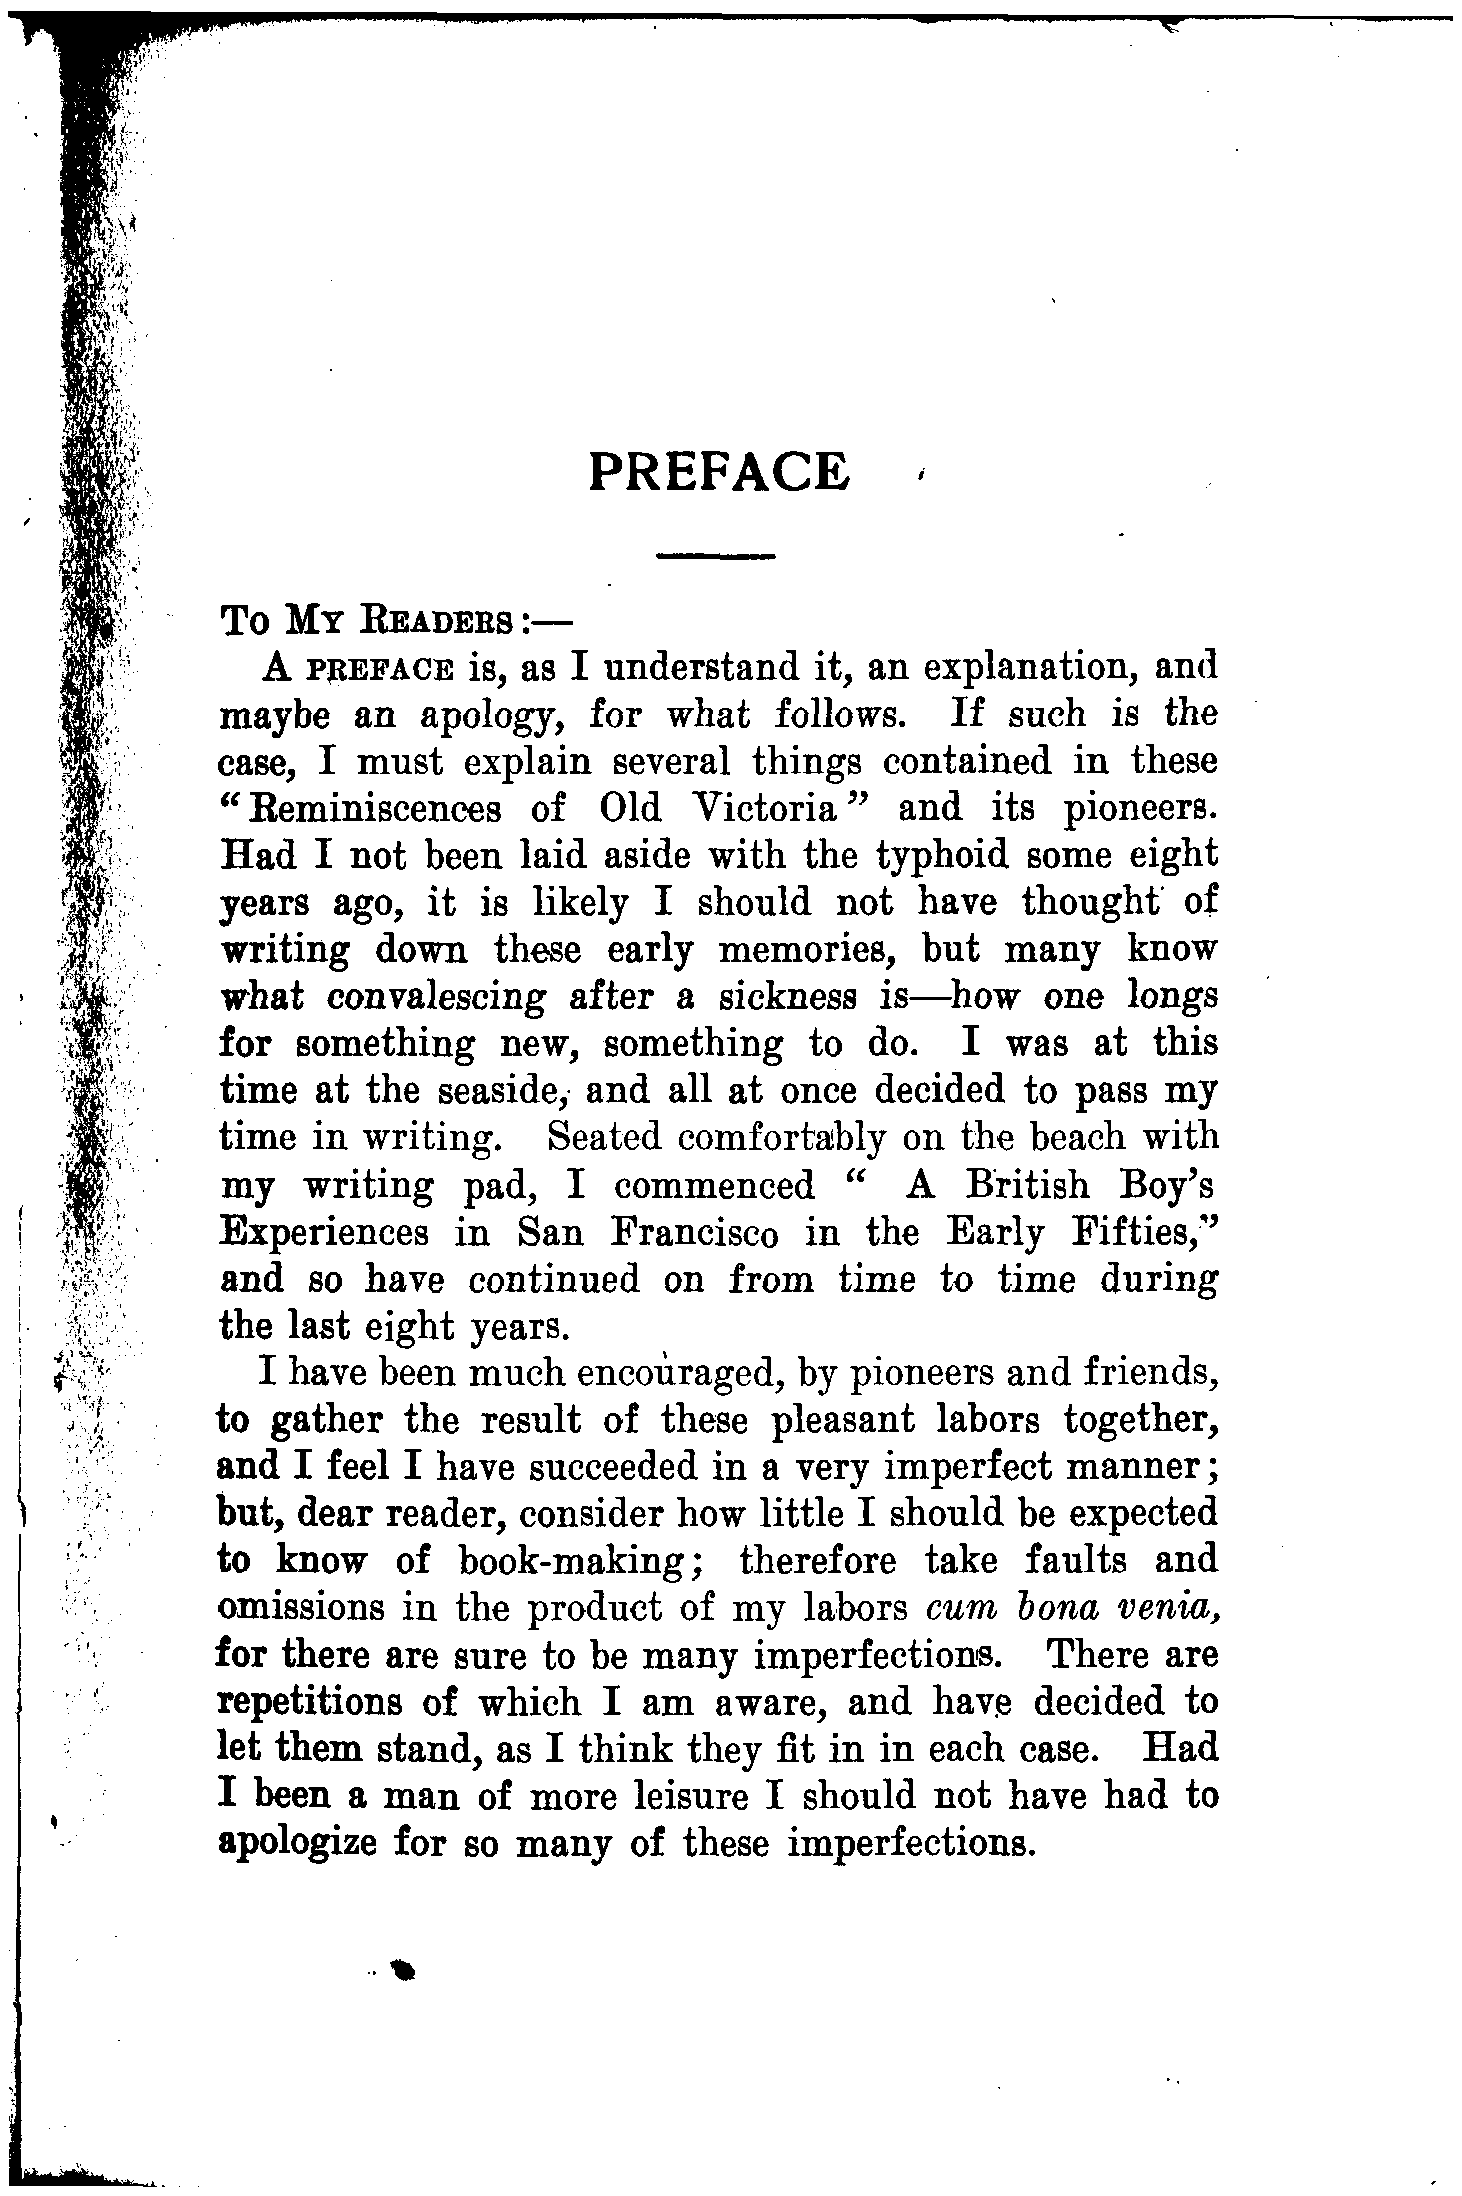 PREFACE
To My Readers:—
A PREFACE is, as I understand it, an explanation, and
maybe an apology, for what follows. If such is the
case, I must explain several things contained in these
“Reminiscences of Old Victoria” and its pioneers.
Had I not been laid aside with the typhoid some eight
years ago, it is likely I should not have thought of
writing down these early memories, but many know
what convalescing after a sickness is—how one longs
for something new, something to do. I was at this
time at the seaside, and all at once decided to pass my
time in writing. Seated comfortably on the beach with
my writing pad, I commenced “ A British Boy’s
Experiences in San Francisco in the Early Fifties,”
and so have continued on from time to time during
the last eight years.
I have been much encouraged, by pioneers and friends,
to gather the result of these pleasant labors together,
and I feel I have succeeded in a very imperfect manner;
but, dear reader, consider how little I should be expected
to know of book-making; therefore take faults and
omissions in the product of my labors cum bona venia,
for there are sure to be many imperfections. There are
repetitions of which I am aware, and have decided to
let them stand, as I think they fit in in each case. Had
I been a man of more leisure I should not have had to
apologize for so many of these imperfections.